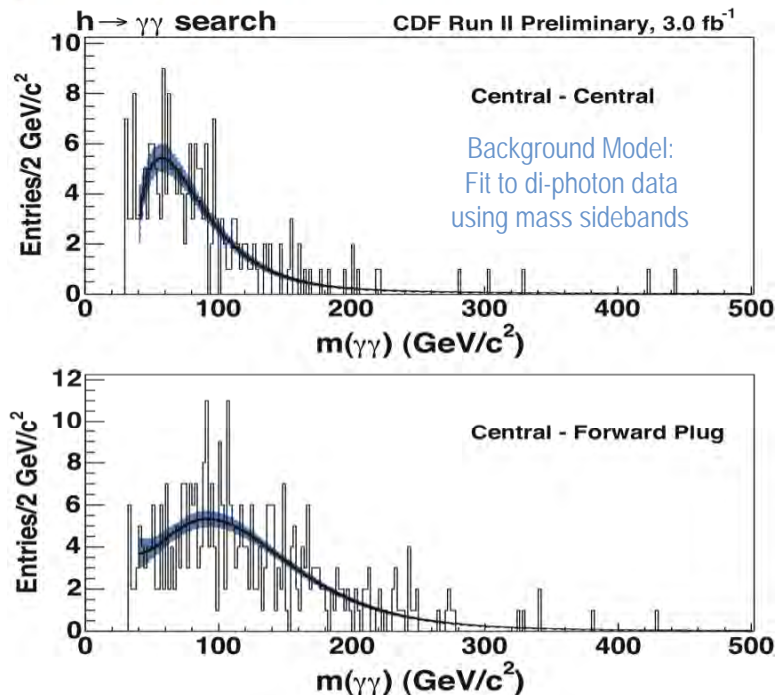 h → γγ search
CDF Run II Preliminary, 3.0 fb⁻¹
Entries/2 GeV/c²
10
8
6
4
2
0
Central - Central
Background Model:
Fit to di-photon data
using mass sidebands
0 100 200 300 400 500
m(γγ) (GeV/c²)
Entries/2 GeV/c²
12
10
8
6
4
2
0
Central - Forward Plug
0 100 200 300 400 500
m(γγ) (GeV/c²)